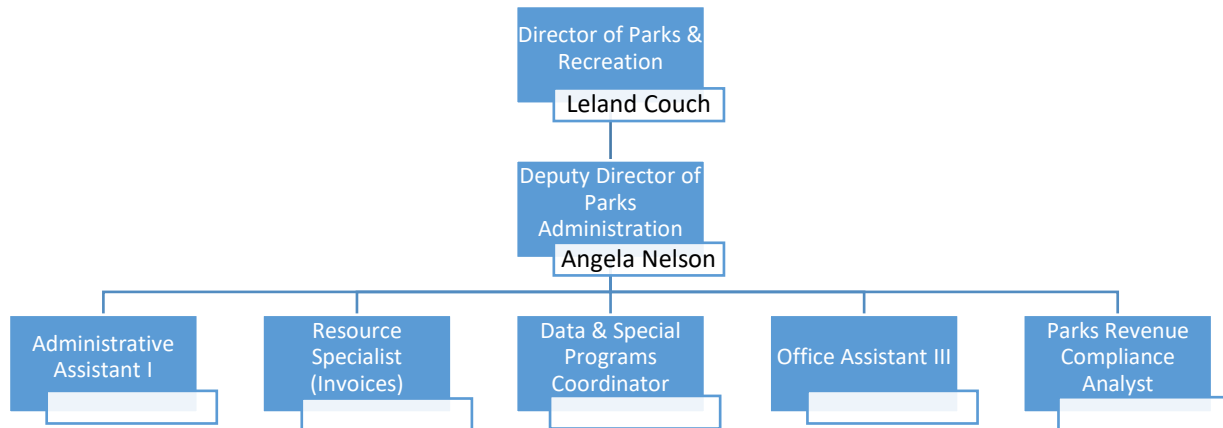 Director of Parks &
Recreation
Leland Couch
Deputy Director of
Parks
Administration
Angela Nelson
Administrative
Assistant I
Resource
Specialist
(Invoices)
Data & Special
Programs
Coordinator
Office Assistant III
Parks Revenue
Compliance
Analyst